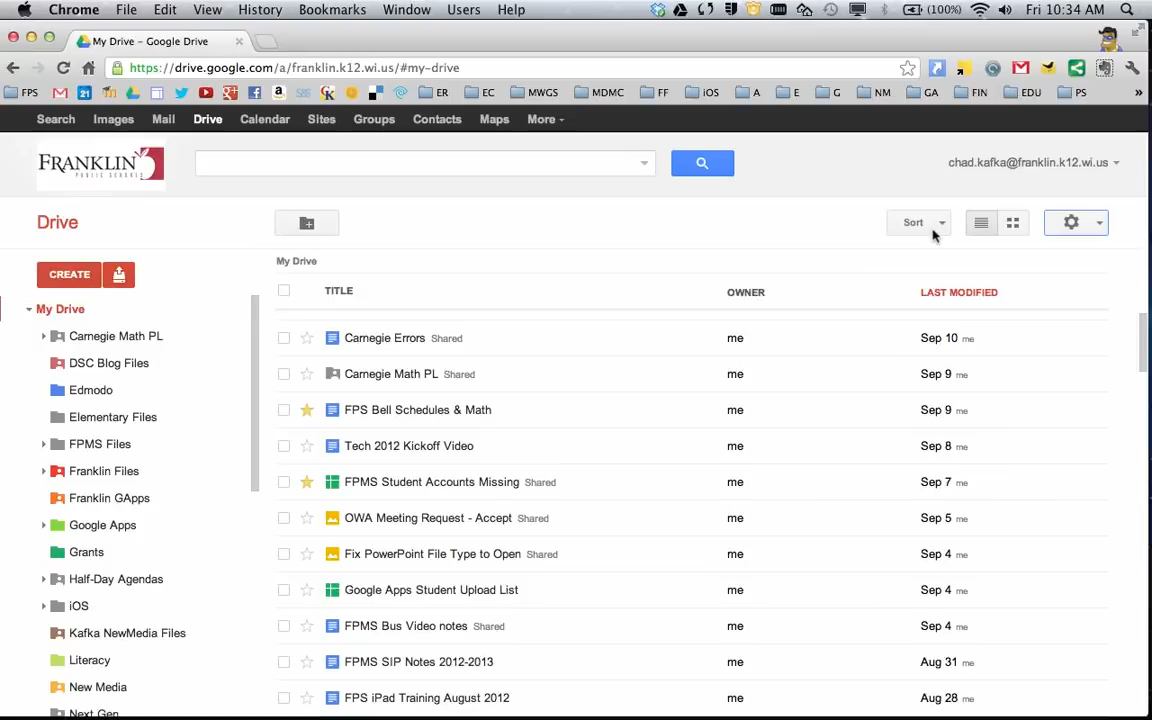 Chrome File Edit View History Bookmarks Window Users Help (100%) Fri 10:34 AM
My Drive – Google Drive
https://drive.google.com/a/franklin.k12.wi.us/#my-drive
FPS 21 ER EC MWGS MDMC FF iOS A E G NM GA FIN EDU PS »
Search Images Mail Drive Calendar Sites Groups Contacts Maps More
FRANKLIN
PUBLIC SCHOOLS
chad.kafka@franklin.k12.wi.us
Drive
Sort
CREATE
My Drive
Carnegie Math PL
DSC Blog Files
Edmodo
Elementary Files
FPMS Files
Franklin Files
Franklin GApps
Google Apps
Grants
Half-Day Agendas
iOS
Kafka NewMedia Files
Literacy
New Media
Next Gen
My Drive
TITLE OWNER LAST MODIFIED
Carnegie Errors Shared me Sep 10 me
Carnegie Math PL Shared me Sep 9 me
FPS Bell Schedules & Math me Sep 9 me
Tech 2012 Kickoff Video me Sep 8 me
FPMS Student Accounts Missing Shared me Sep 7 me
OWA Meeting Request - Accept Shared me Sep 5 me
Fix PowerPoint File Type to Open Shared me Sep 4 me
Google Apps Student Upload List me Sep 4 me
FPMS Bus Video notes Shared me Sep 4 me
FPMS SIP Notes 2012-2013 me Aug 31 me
FPS iPad Training August 2012 me Aug 28 me